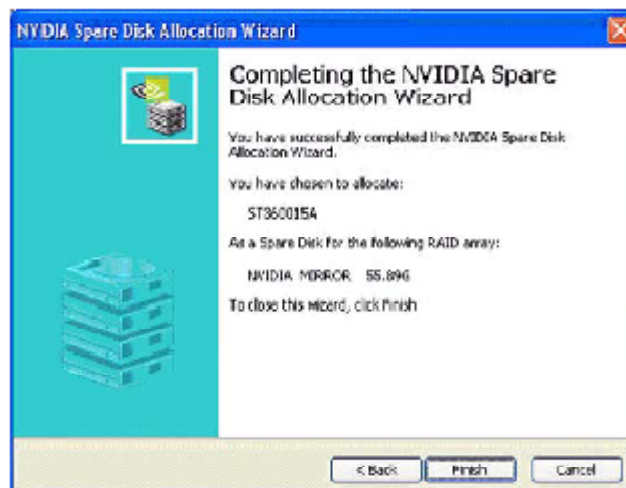 NVIDIA Spare Disk Allocation Wizard
Completing the NVIDIA Spare
Disk Allocation Wizard
You have successfully completed the NVIDIA Spare Disk
Allocation Wizard.
You have chosen to allocate:
ST360015A
As a Spare Disk for the following RAID array:
NVIDIA MIRROR 55.89G
To close this wizard, click Finish
< Back
Finish
Cancel